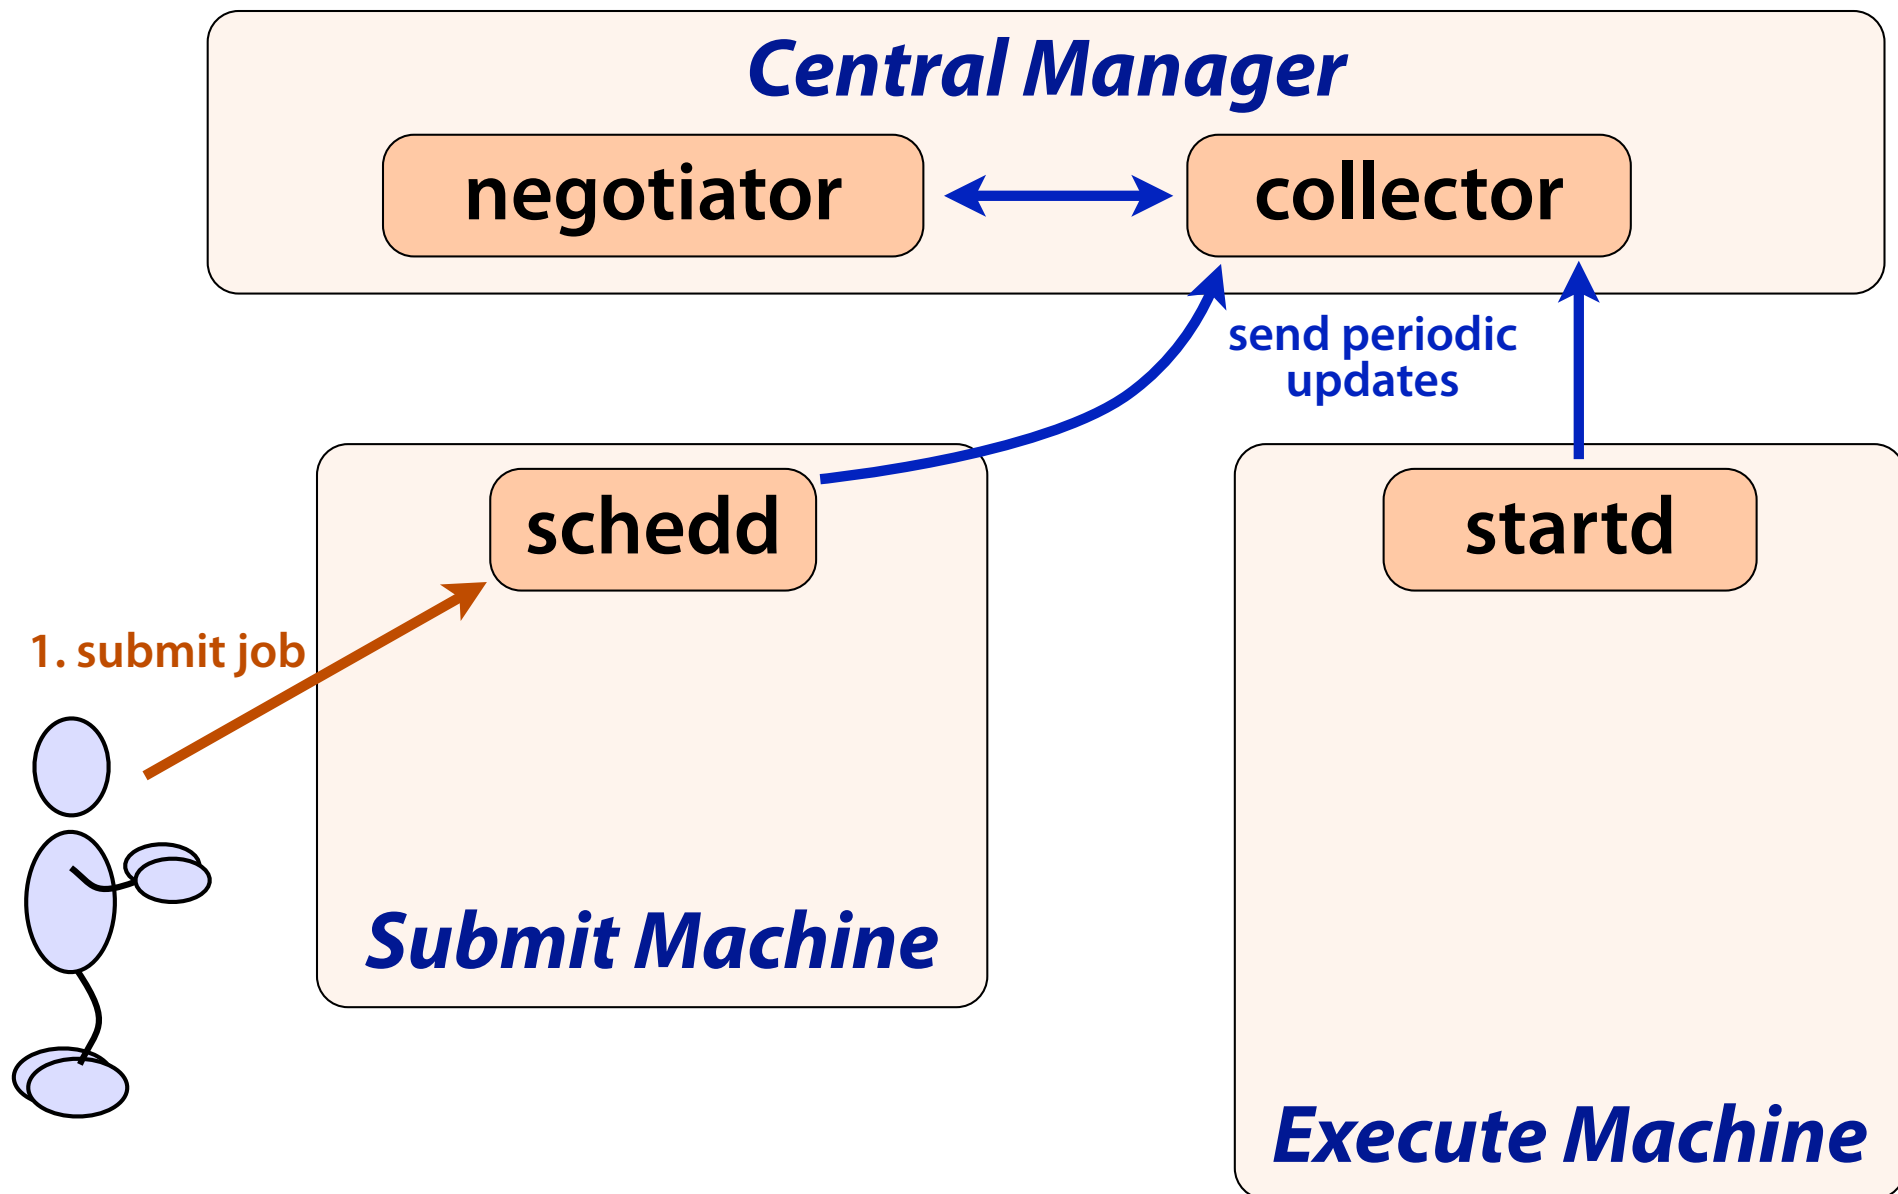 Central Manager
negotiator
collector
send periodic
updates
schedd
startd
1. submit job
Submit Machine
Execute Machine